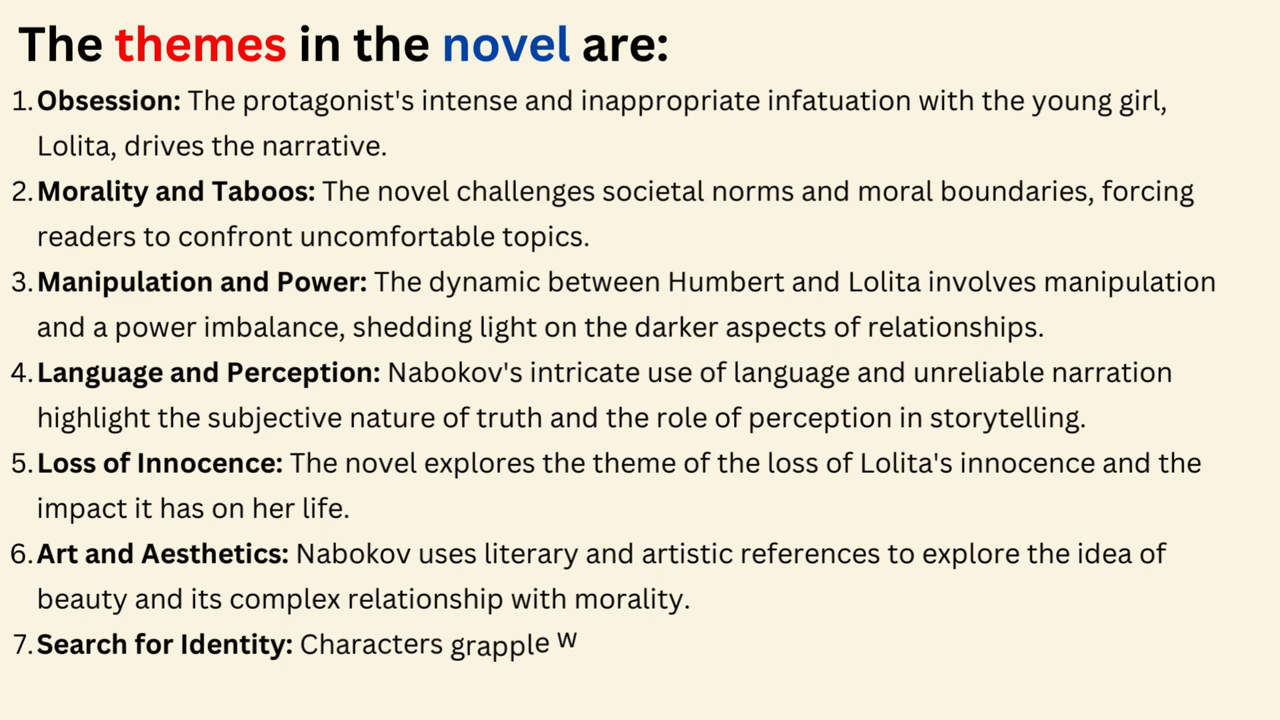 The themes in the novel are:
1. Obsession: The protagonist's intense and inappropriate infatuation with the young girl,
Lolita, drives the narrative.
2. Morality and Taboos: The novel challenges societal norms and moral boundaries, forcing
readers to confront uncomfortable topics.
3. Manipulation and Power: The dynamic between Humbert and Lolita involves manipulation
and a power imbalance, shedding light on the darker aspects of relationships.
4. Language and Perception: Nabokov's intricate use of language and unreliable narration
highlight the subjective nature of truth and the role of perception in storytelling.
5. Loss of Innocence: The novel explores the theme of the loss of Lolita's innocence and the
impact it has on her life.
6. Art and Aesthetics: Nabokov uses literary and artistic references to explore the idea of
beauty and its complex relationship with morality.
7. Search for Identity: Characters grapple w